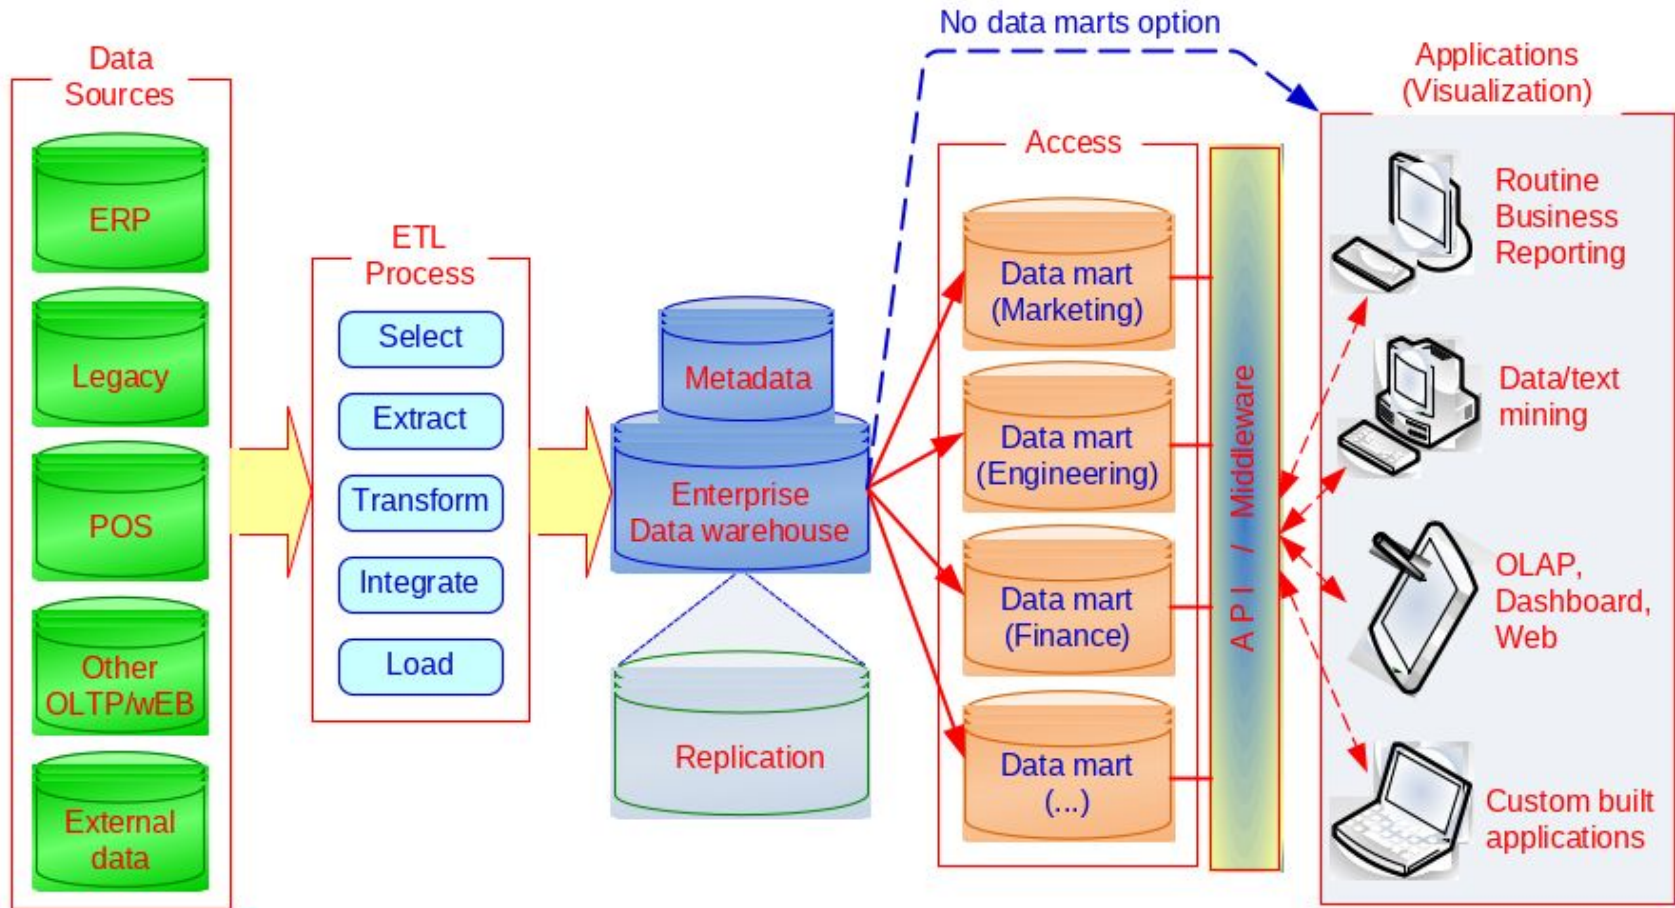 No data marts option
Data
Sources
ERP
Legacy
POS
Other
OLTP/wEB
External
data
ETL
Process
Select
Extract
Transform
Integrate
Load
Metadata
Enterprise
Data warehouse
Replication
Access
Data mart
(Marketing)
Data mart
(Engineering)
Data mart
(Finance)
Data mart
(...)
API / Middleware
Applications
(Visualization)
Routine
Business
Reporting
Data/text
mining
OLAP,
Dashboard,
Web
Custom built
applications